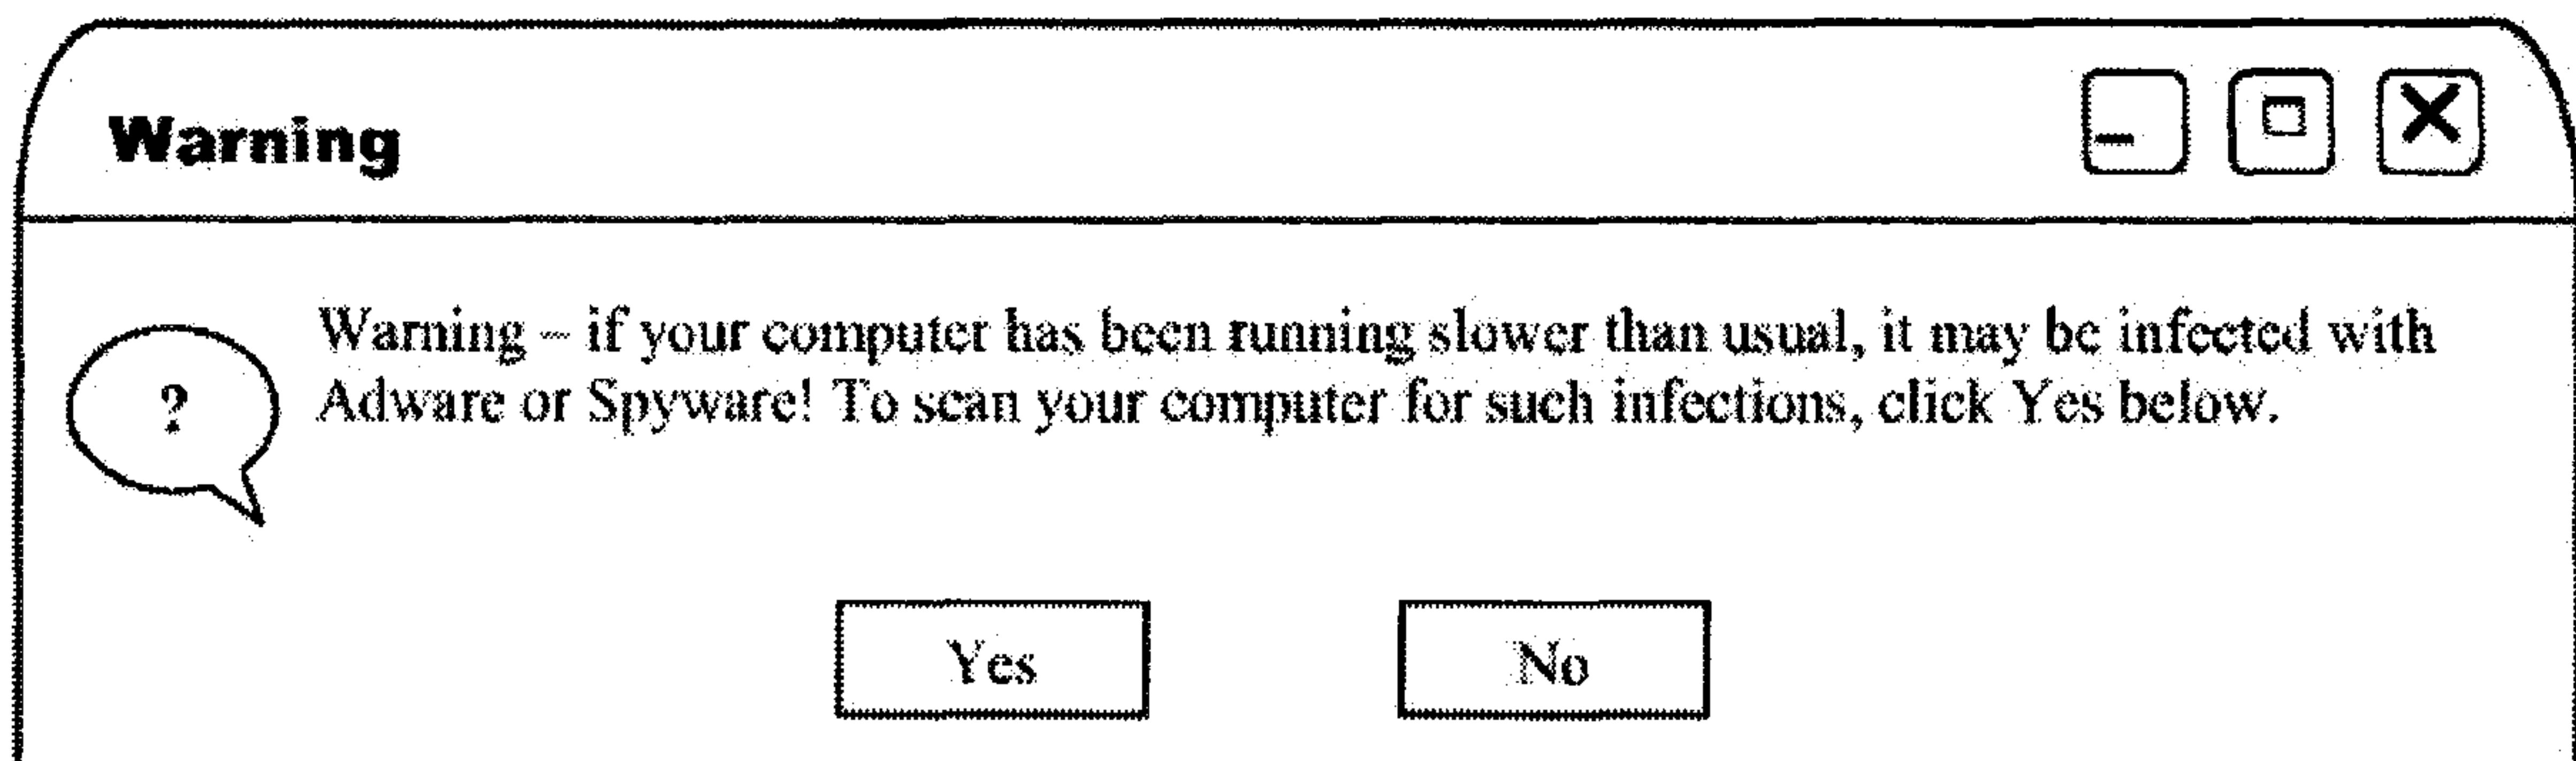 Warning
Warning – if your computer has been running slower than usual, it may be infected with
Adware or Spyware! To scan your computer for such infections, click Yes below.
?
Yes No